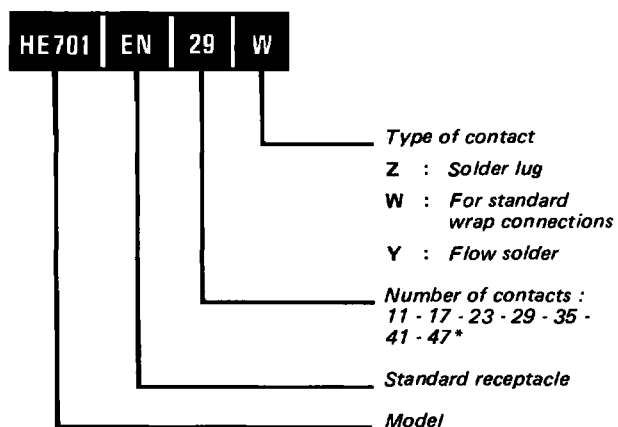 HE701 EN 29 W
Type of contact
Z : Solder lug
W : For standard
wrap connections
Y : Flow solder
Number of contacts :
11 - 17 - 23 - 29 - 35 -
41 - 47*
Standard receptacle
Model